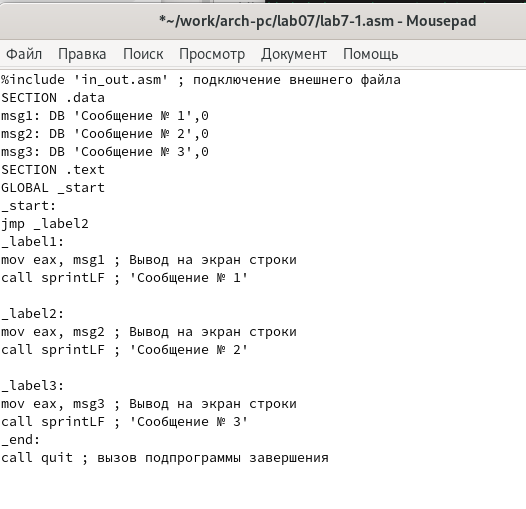 *~/work/arch-pc/lab07/lab7-1.asm - Mousepad
Файл Правка Поиск Просмотр Документ Помощь
%include 'in_out.asm' ; подключение внешнего файла
SECTION .data
msg1: DB 'Сообщение № 1',0
msg2: DB 'Сообщение № 2',0
msg3: DB 'Сообщение № 3',0
SECTION .text
GLOBAL _start
_start:
jmp _label2
_label1:
mov eax, msg1 ; Вывод на экран строки
call sprintLF ; 'Сообщение № 1'
_label2:
mov eax, msg2 ; Вывод на экран строки
call sprintLF ; 'Сообщение № 2'
_label3:
mov eax, msg3 ; Вывод на экран строки
call sprintLF ; 'Сообщение № 3'
_end:
call quit ; вызов подпрограммы завершения